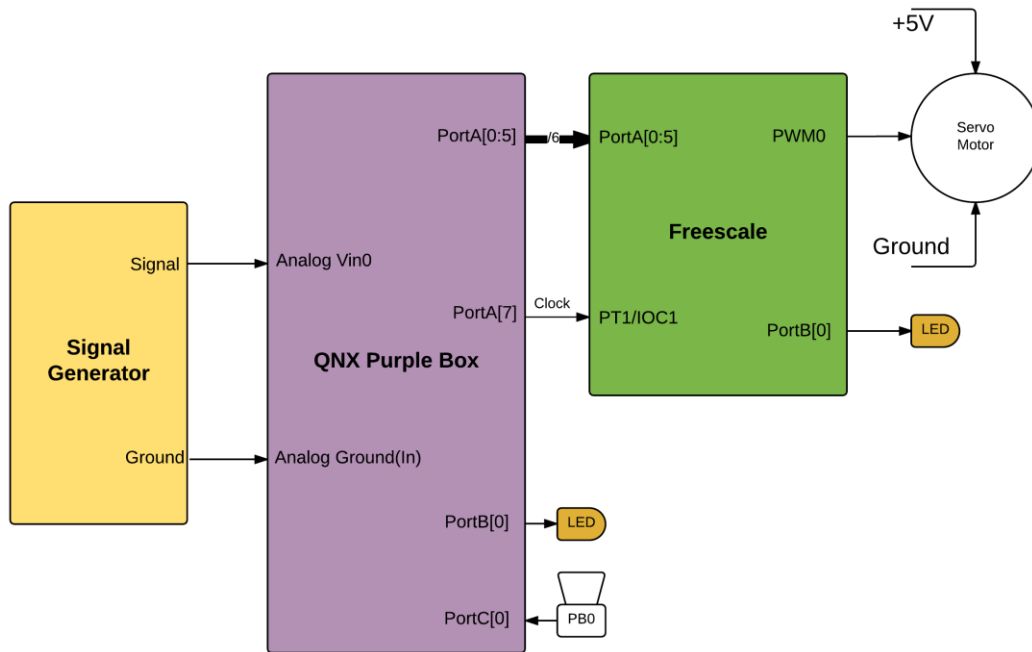 +5V
PortA[0:5]
/6
PortA[0:5]
PWM0
Servo
Motor
Freescale
Ground
Signal
Analog Vin0
PortA[7]
Clock
PT1/IOC1
PortB[0]
LED
Signal
Generator
QNX Purple Box
Ground
Analog Ground(In)
PortB[0]
LED
PortC[0]
PB0